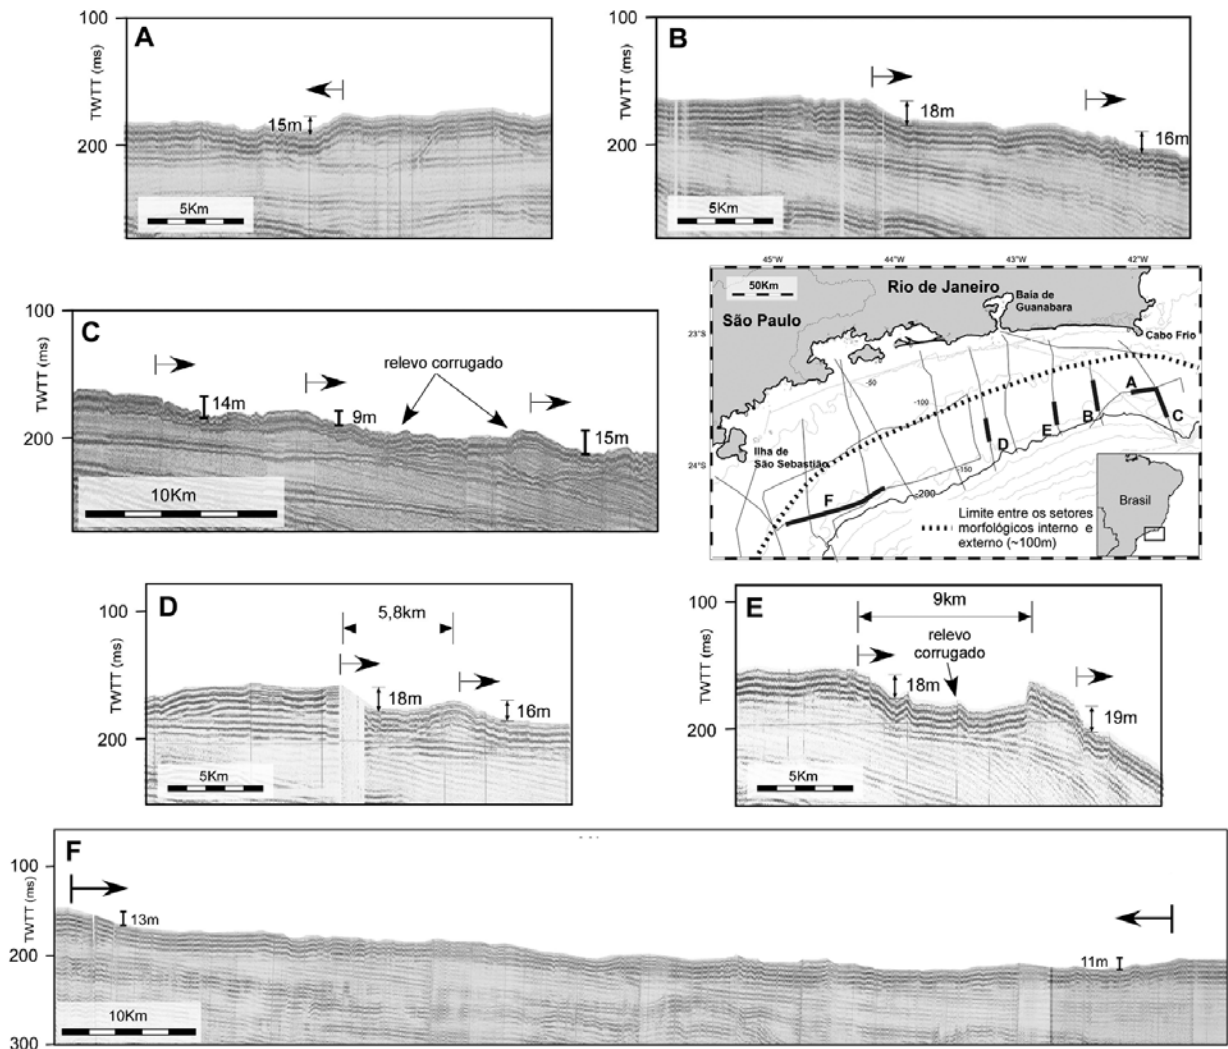 A
100
200
TWTT (ms)
15m
5Km
B
100
200
TWTT (ms)
18m
16m
5Km
C
100
200
TWTT (ms)
relevo corrugado
14m
9m
15m
10Km
45°W
44°W
43°W
42°W
50Km
Rio de Janeiro
Baía de
Guanabara
São Paulo
23°S
Cabo Frio
-50
-100
A
B
C
E
D
Ilha de
São Sebastião
24°S
-150
F
-200
Limite entre os setores
morfológicos interno e
externo (~100m)
Brasil
D
100
200
TWTT (ms)
5,8km
18m
16m
5Km
E
100
200
TWTT (ms)
9km
relevo
corrugado
18m
19m
5Km
F
100
200
300
TWTT (ms)
13m
11m
10Km